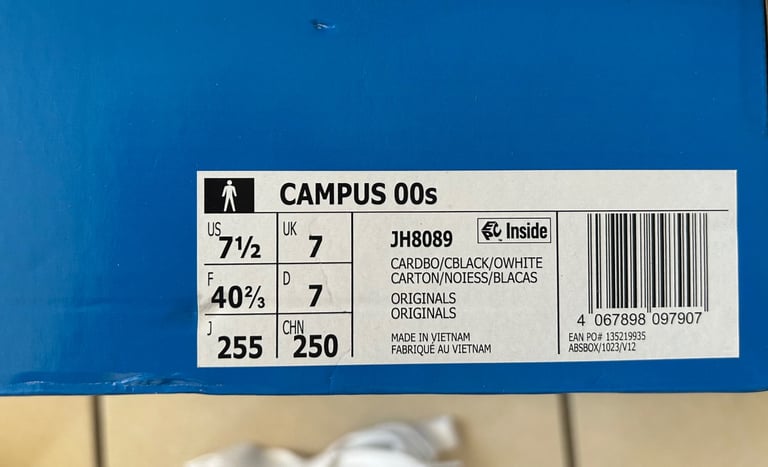 CAMPUS 00s
US 7½ UK 7
F 40⅔ D 7
J 255 CHN 250
JH8089
Inside
CARDBO/CBLACK/OWHITE
CARTON/NOIESS/BLACAS
ORIGINALS
ORIGINALS
MADE IN VIETNAM
FABRIQUÉ AU VIETNAM
4 067898 097907
EAN PO# 135219935
ABSBOX/1023/V12